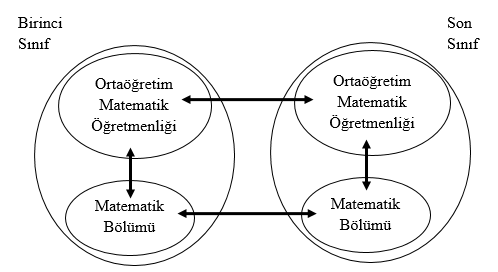 Birinci
Sınıf
Son
Sınıf
Ortaöğretim
Matematik
Öğretmenliği
Ortaöğretim
Matematik
Öğretmenliği
Matematik
Bölümü
Matematik
Bölümü